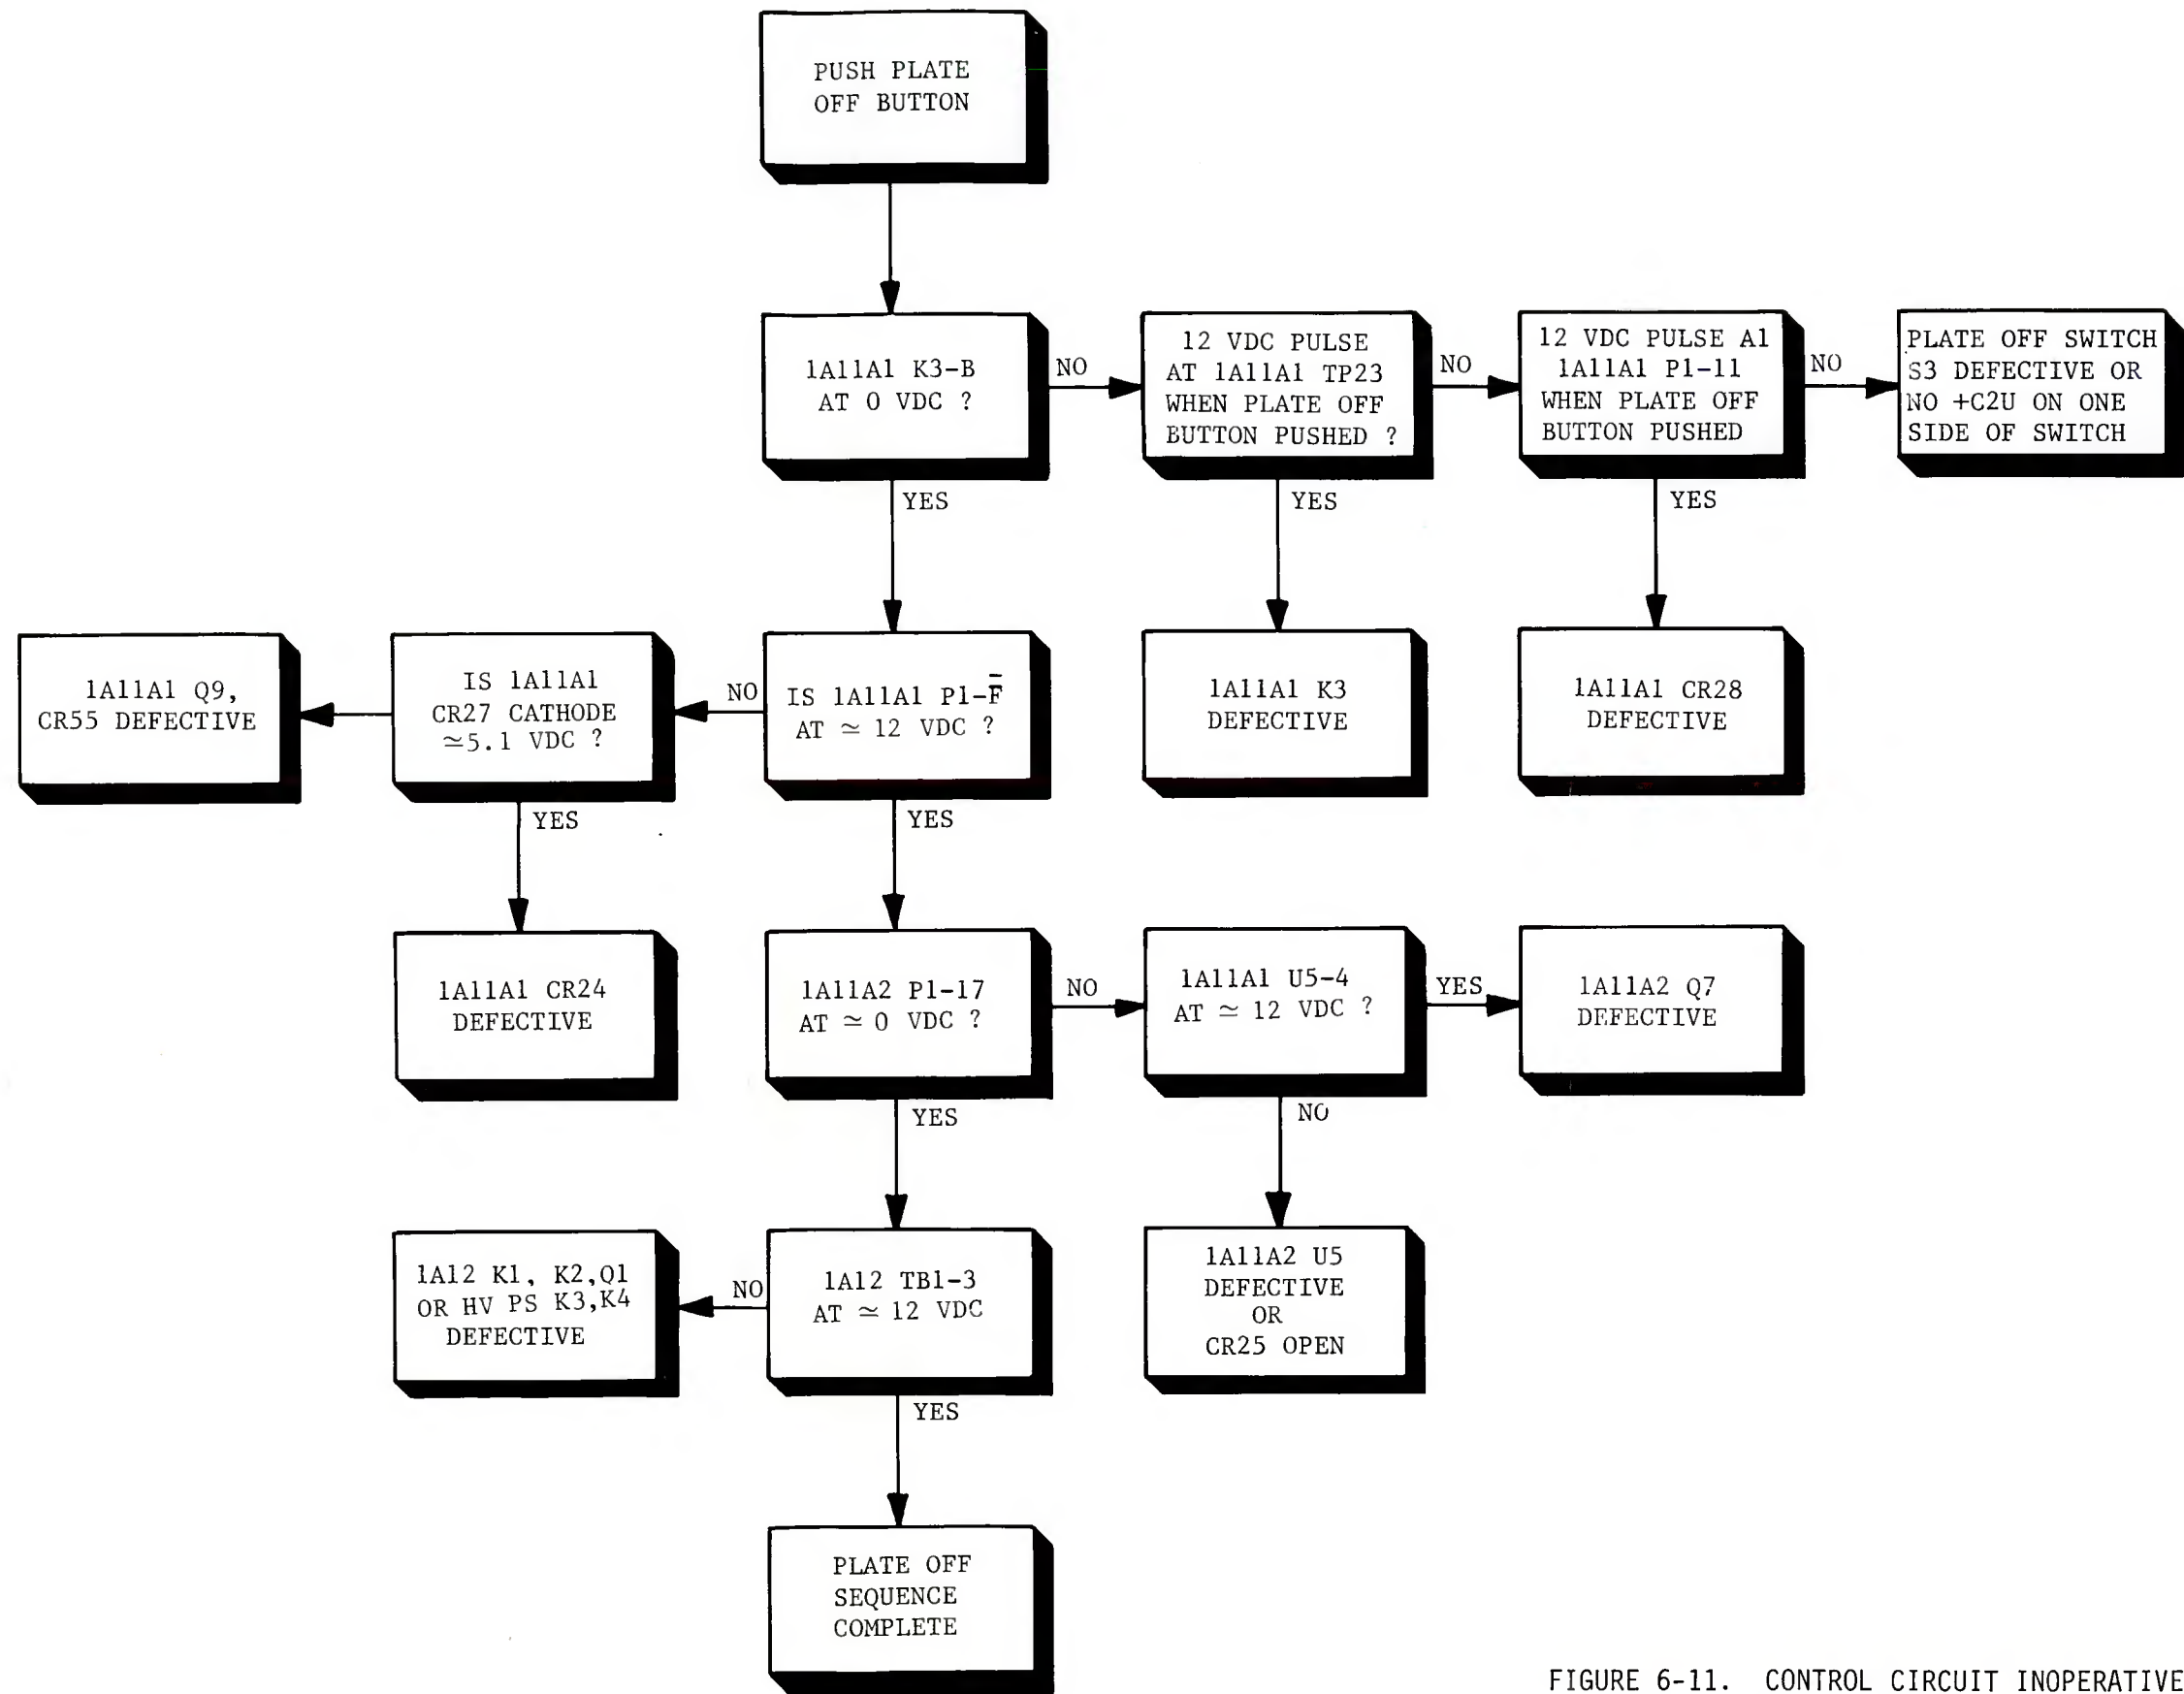 PUSH PLATE
OFF BUTTON
1A11A1 K3-B
AT 0 VDC ?
NO
12 VDC PULSE
AT 1A11A1 TP23
WHEN PLATE OFF
BUTTON PUSHED ?
NO
12 VDC PULSE A1
1A11A1 P1-11
WHEN PLATE OFF
BUTTON PUSHED
NO
PLATE OFF SWITCH
S3 DEFECTIVE OR
NO +C2U ON ONE
SIDE OF SWITCH
YES
YES
YES
1A11A1 Q9,
CR55 DEFECTIVE
IS 1A11A1
CR27 CATHODE
≃5.1 VDC ?
NO
IS 1A11A1 P1-F̿
AT ≃ 12 VDC ?
1A11A1 K3
DEFECTIVE
1A11A1 CR28
DEFECTIVE
YES
YES
1A11A1 CR24
DEFECTIVE
1A11A2 P1-17
AT ≃ 0 VDC ?
NO
1A11A1 U5-4
AT ≃ 12 VDC ?
YES
1A11A2 Q7
DEFECTIVE
YES
NO
1A12 K1, K2,Q1
OR HV PS K3,K4
DEFECTIVE
NO
1A12 TB1-3
AT ≃ 12 VDC
1A11A2 U5
DEFECTIVE
OR
CR25 OPEN
YES
PLATE OFF
SEQUENCE
COMPLETE
FIGURE 6-11. CONTROL CIRCUIT INOPERATIVE